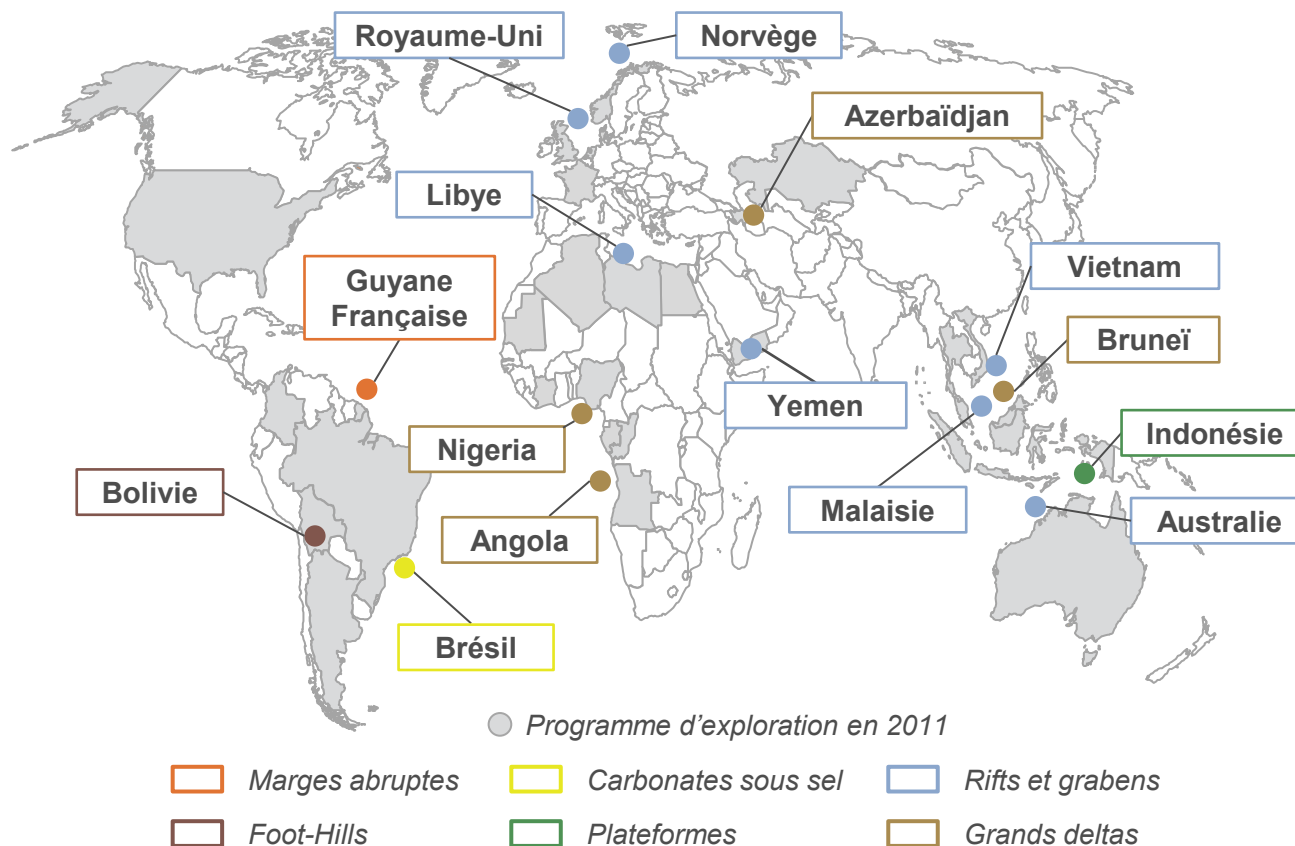 Royaume-Uni
Norvège
Azerbaïdjan
Libye
Vietnam
Guyane
Française
Bruneï
Yemen
Nigeria
Indonésie
Bolivie
Malaisie
Australie
Angola
Brésil
Programme d’exploration en 2011
Marges abruptes
Carbonates sous sel
Rifts et grabens
Foot-Hills
Plateformes
Grands deltas